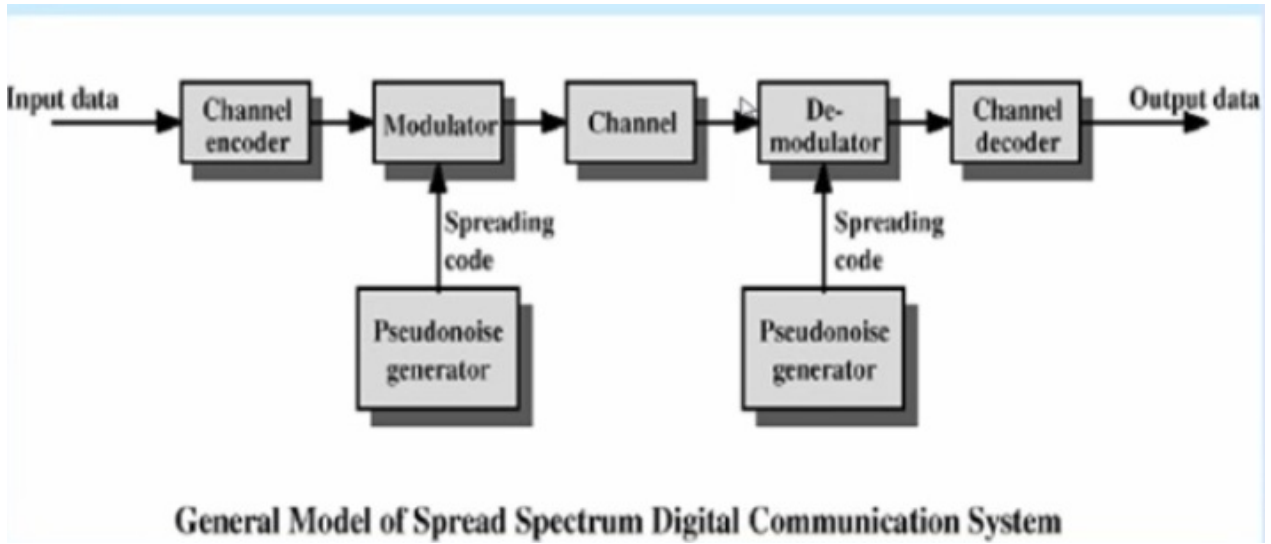 Input data
Channel
encoder
Modulator
Channel
De-
modulator
Channel
decoder
Output data
Spreading
code
Spreading
code
Pseudonoise
generator
Pseudonoise
generator
General Model of Spread Spectrum Digital Communication System